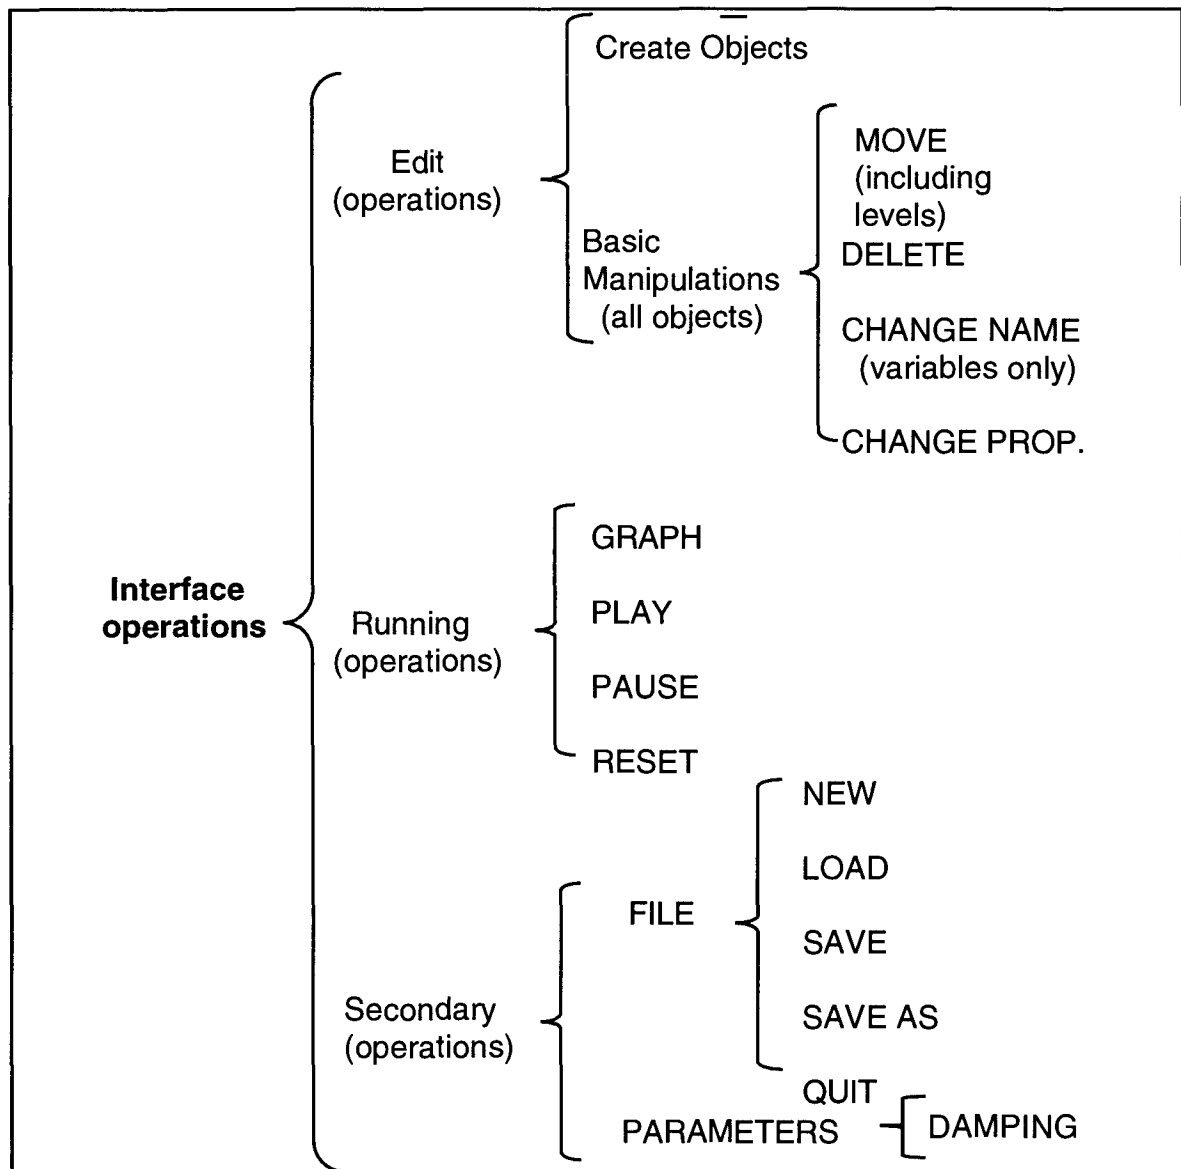 Create Objects
Edit
(operations)
Basic
Manipulations
(all objects)
MOVE
(including
levels)
DELETE
CHANGE NAME
(variables only)
CHANGE PROP.
Interface
operations
Running
(operations)
GRAPH
PLAY
PAUSE
RESET
Secondary
(operations)
FILE
NEW
LOAD
SAVE
SAVE AS
QUIT
PARAMETERS
DAMPING